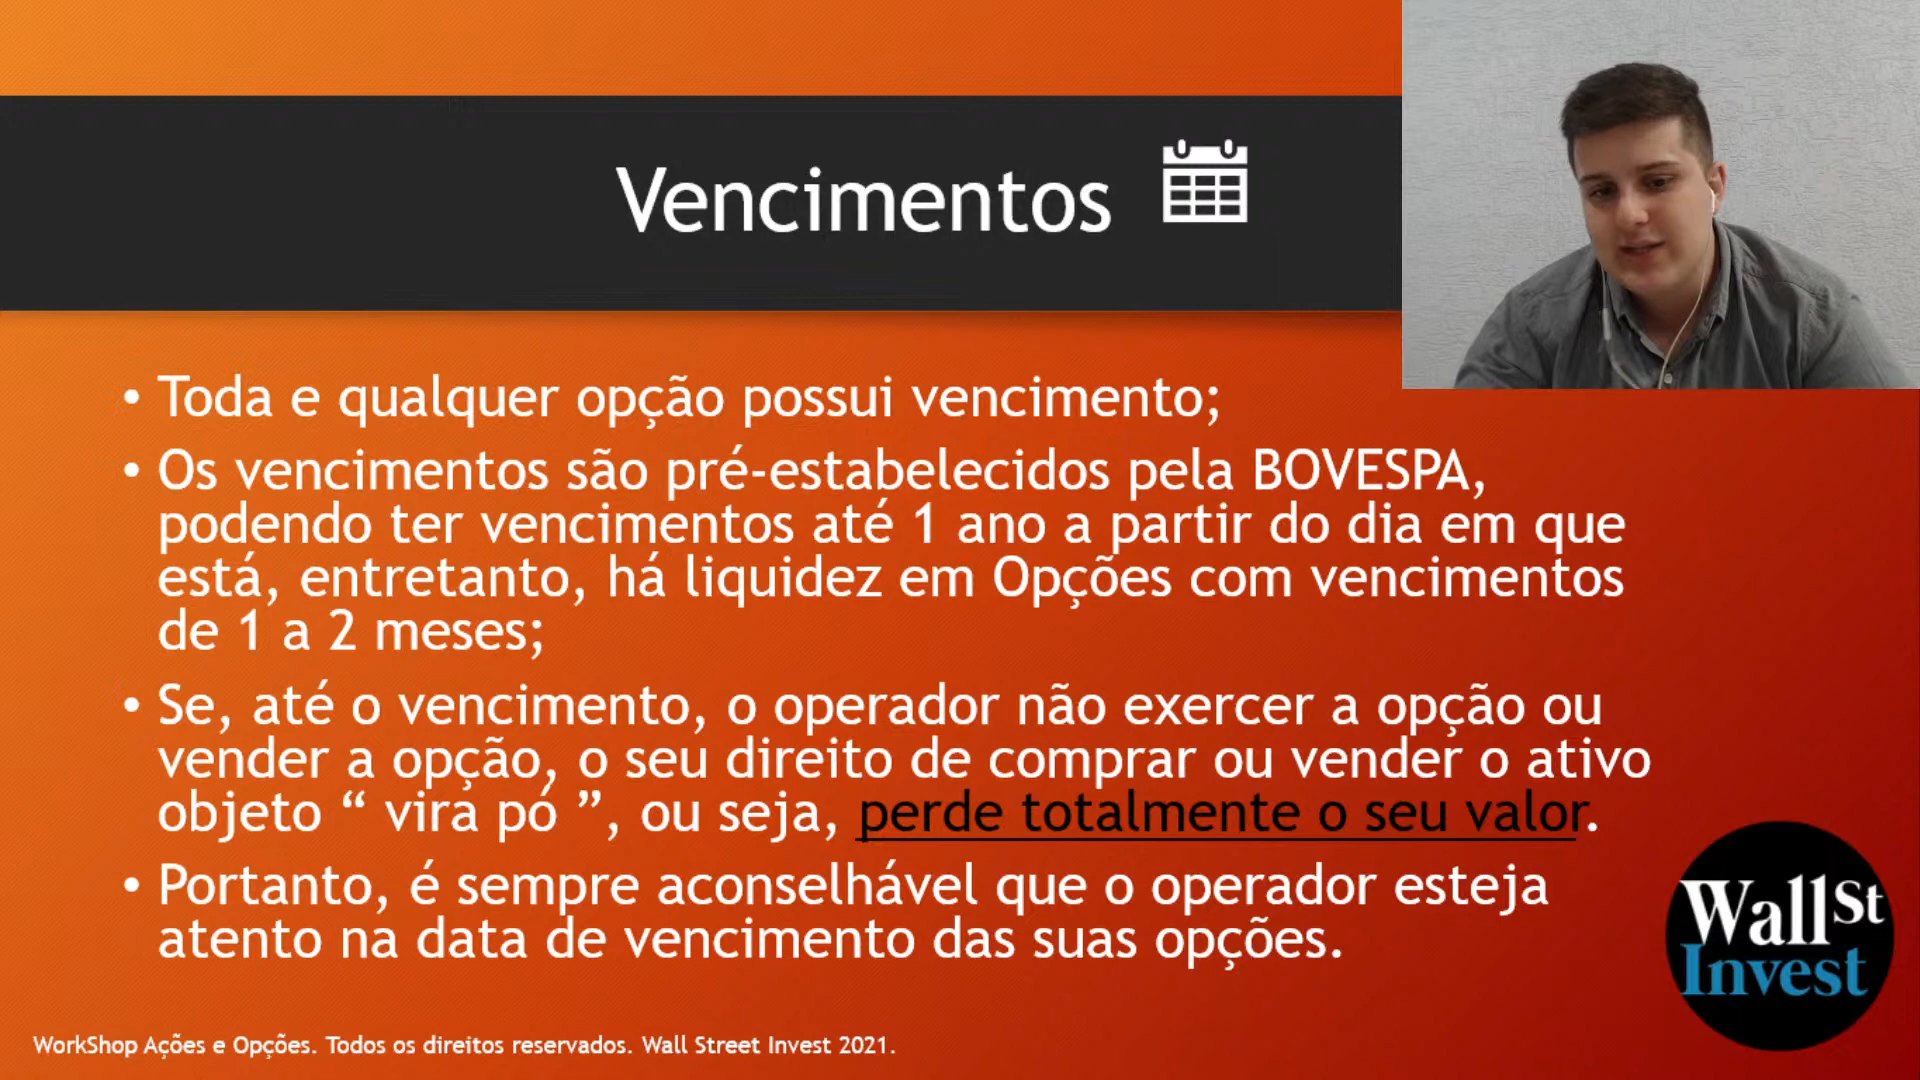 Vencimentos
• Toda e qualquer opção possui vencimento;
• Os vencimentos são pré-estabelecidos pela BOVESPA,
podendo ter vencimentos até 1 ano a partir do dia em que
está, entretanto, há liquidez em Opções com vencimentos
de 1 a 2 meses;
• Se, até o vencimento, o operador não exercer a opção ou
vender a opção, o seu direito de comprar ou vender o ativo
objeto “ vira pó ”, ou seja, perde totalmente o seu valor.
• Portanto, é sempre aconselhável que o operador esteja
atento na data de vencimento das suas opções.
Wall St
Invest
WorkShop Ações e Opções. Todos os direitos reservados. Wall Street Invest 2021.